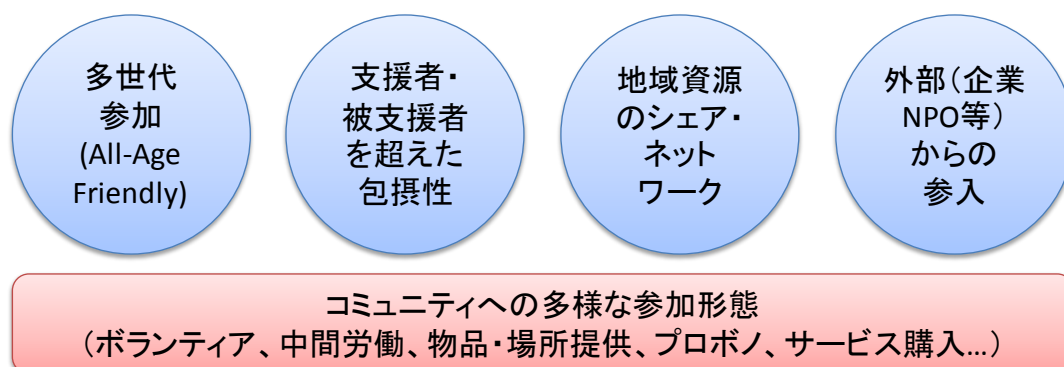 多世代
参加
(All-Age
Friendly)
支援者・
被支援者
を超えた
包摂性
地域資源
のシェア・
ネット
ワーク
外部（企業
NPO等）
からの
参入
コミュニティへの多様な参加形態
（ボランティア、中間労働、物品・場所提供、プロボノ、サービス購入…）